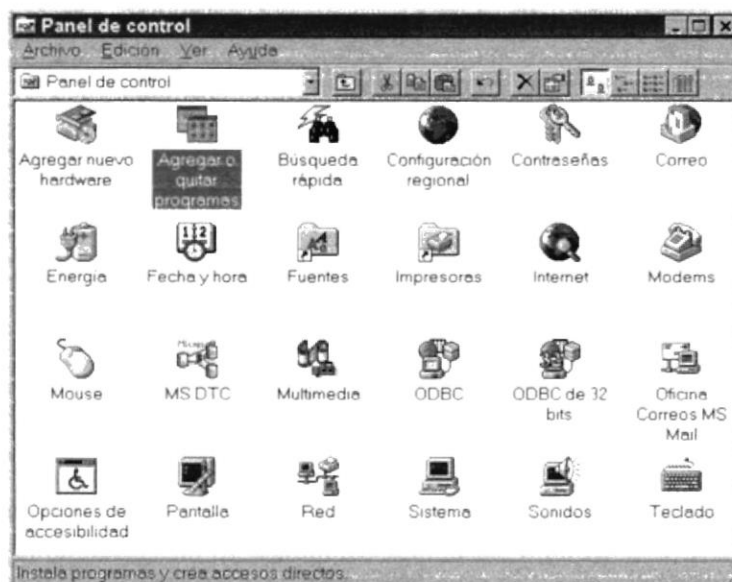 Panel de control
Archivo Edición Ver Ayuda
Panel de control
Agregar nuevo hardware
Agregar o quitar programas
Búsqueda rápida
Configuración regional
Contraseñas
Correo
Energía
Fecha y hora
Fuentes
Impresoras
Internet
Modems
Mouse
Microsoft
MS DTC
Multimedia
ODBC
ODBC de 32 bits
Oficina Correos MS Mail
Opciones de accesibilidad
Pantalla
Red
Sistema
Sonidos
Teclado
Instala programas y crea accesos directos.